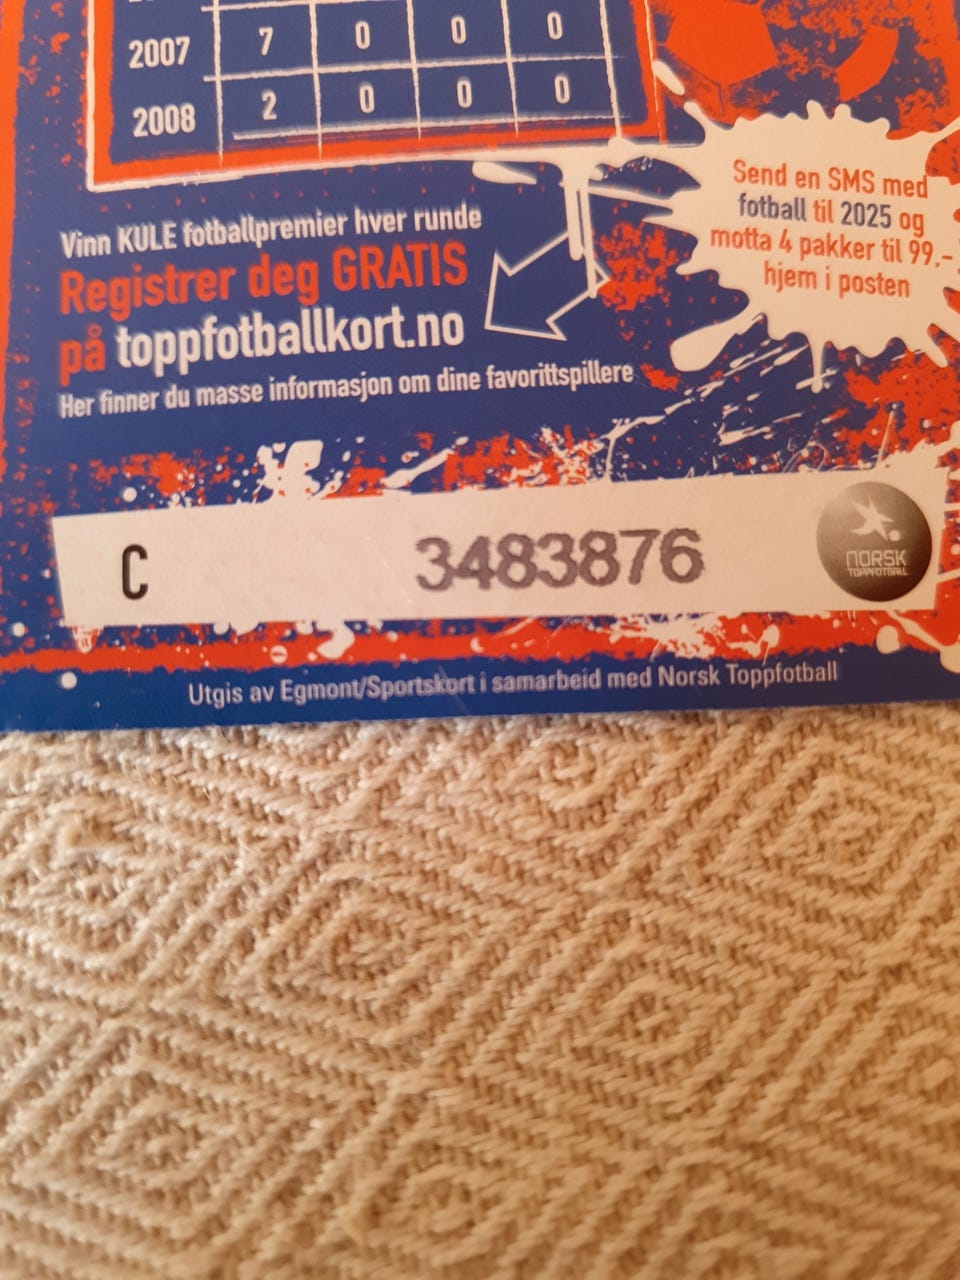 2007 7 0 0 0
2008 2 0 0 0
Vinn KULE fotballpremier hver runde
Registrer deg GRATIS
på toppfotballkort.no
Her finner du masse informasjon om dine favorittspillere
Send en SMS med
fotball til 2025 og
motta 4 pakker til 99.-
hjem i posten
C 3483876
NORSK
TOPPFOTBALL
Utgis av Egmont/Sportskort i samarbeid med Norsk Toppfotball